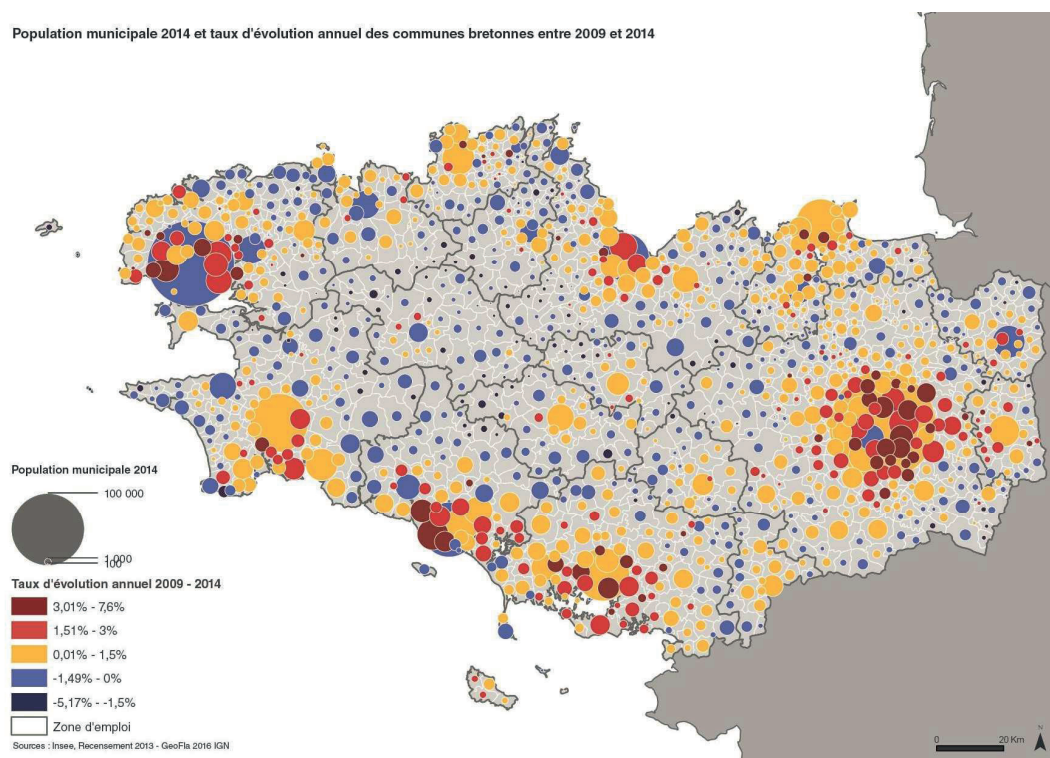 Population municipale 2014 et taux d'évolution annuel des communes bretonnes entre 2009 et 2014
Population municipale 2014
100 000
1 000
100
Taux d'évolution annuel 2009 - 2014
3,01% - 7,6%
1,51% - 3%
0,01% - 1,5%
-1,49% - 0%
-5,17% - -1,5%
Zone d'emploi
Sources : Insee, Recensement 2013 - GeoFla 2016 IGN
N
0 20 Km